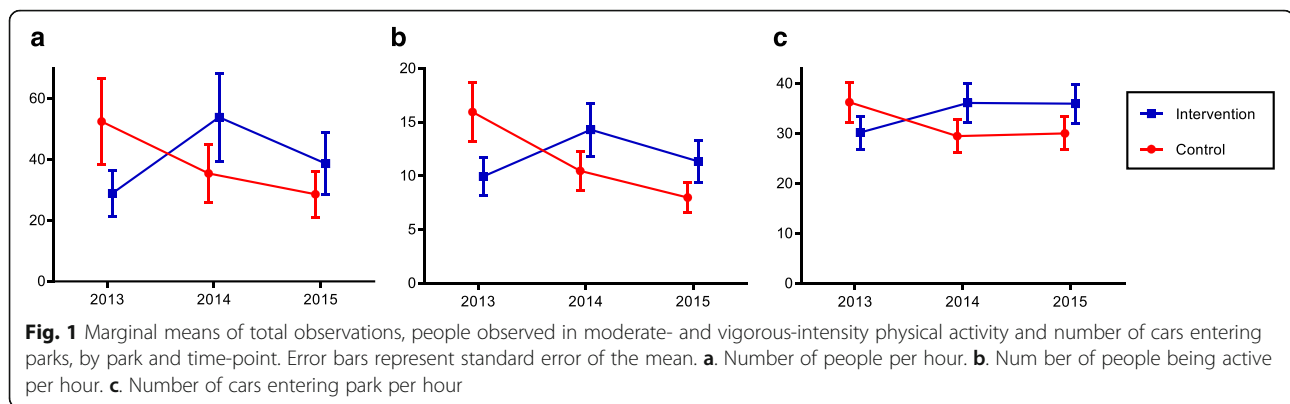 a
60
40
20
0
2013 2014 2015
b
20
15
10
5
0
2013 2014 2015
c
40
30
20
30
0
2013 2014 2015
Intervention
Control
Fig. 1 Marginal means of total observations, people observed in moderate- and vigorous-intensity physical activity and number of cars entering
parks, by park and time-point. Error bars represent standard error of the mean. a. Number of people per hour. b. Num ber of people being active
per hour. c. Number of cars entering park per hour